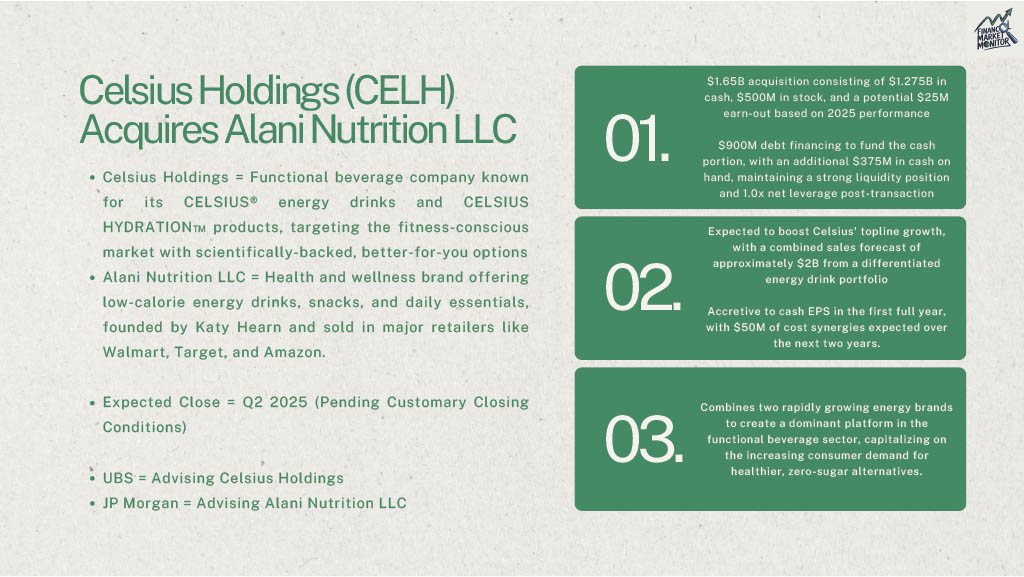 FINANCIAL
MARKET
MONITOR
Celsius Holdings (CELH)
Acquires Alani Nutrition LLC
• Celsius Holdings = Functional beverage company known
for its CELSIUS® energy drinks and CELSIUS
HYDRATION™ products, targeting the fitness-conscious
market with scientifically-backed, better-for-you options
• Alani Nutrition LLC = Health and wellness brand offering
low-calorie energy drinks, snacks, and daily essentials,
founded by Katy Hearn and sold in major retailers like
Walmart, Target, and Amazon.
• Expected Close = Q2 2025 (Pending Customary Closing
Conditions)
• UBS = Advising Celsius Holdings
• JP Morgan = Advising Alani Nutrition LLC
01.
$1.65B acquisition consisting of $1.275B in
cash, $500M in stock, and a potential $25M
earn-out based on 2025 performance
$900M debt financing to fund the cash
portion, with an additional $375M in cash on
hand, maintaining a strong liquidity position
and 1.0x net leverage post-transaction
02.
Expected to boost Celsius' topline growth,
with a combined sales forecast of
approximately $2B from a differentiated
energy drink portfolio
Accretive to cash EPS in the first full year,
with $50M of cost synergies expected over
the next two years.
03.
Combines two rapidly growing energy brands
to create a dominant platform in the
functional beverage sector, capitalizing on
the increasing consumer demand for
healthier, zero-sugar alternatives.